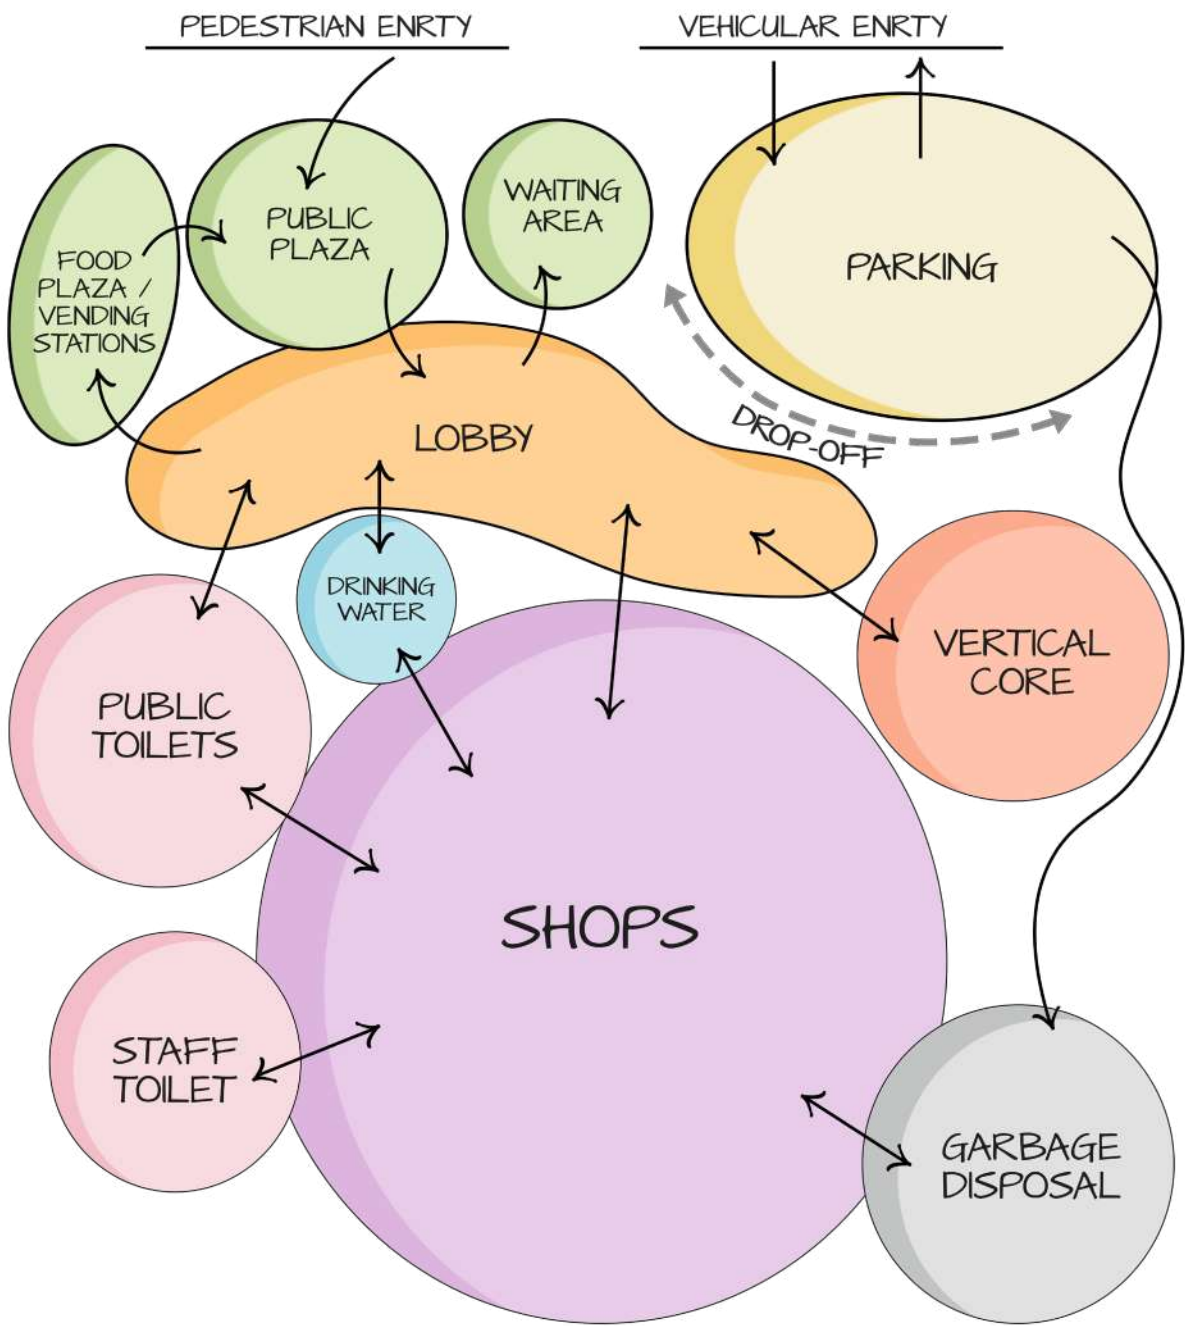 PEDESTRIAN ENRTY
VEHICULAR ENRTY
PUBLIC
PLAZA
WAITING
AREA
FOOD
PLAZA /
VENDING
STATIONS
PARKING
LOBBY
DROP-OFF
DRINKING
WATER
VERTICAL
CORE
PUBLIC
TOILETS
SHOPS
STAFF
TOILET
GARBAGE
DISPOSAL